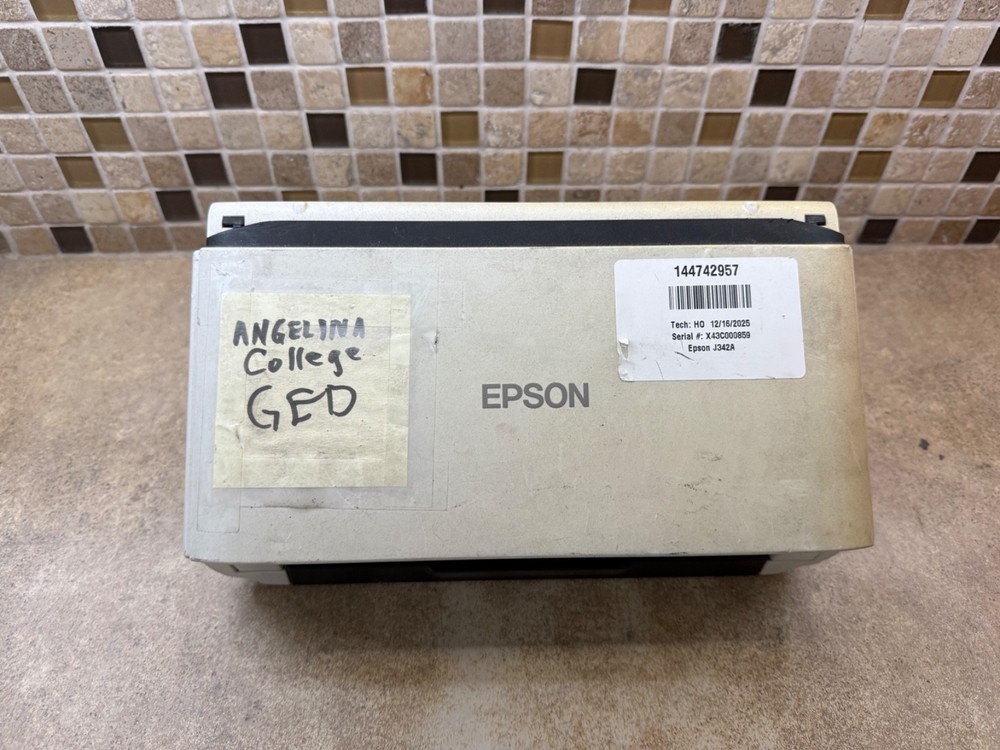 ANGELINA
College
GED
EPSON
144742957
Tech: HO 12/16/2025
Serial #: X43C000859
Epson J342A